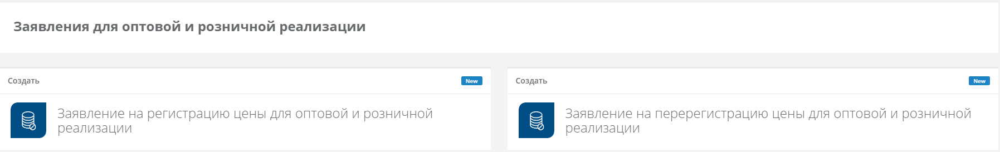 Заявления для оптовой и розничной реализации
Создать
New
Заявление на регистрацию цены для оптовой и розничной
реализации
Создать
New
Заявление на перерегистрацию цены для оптовой и розничной
реализации